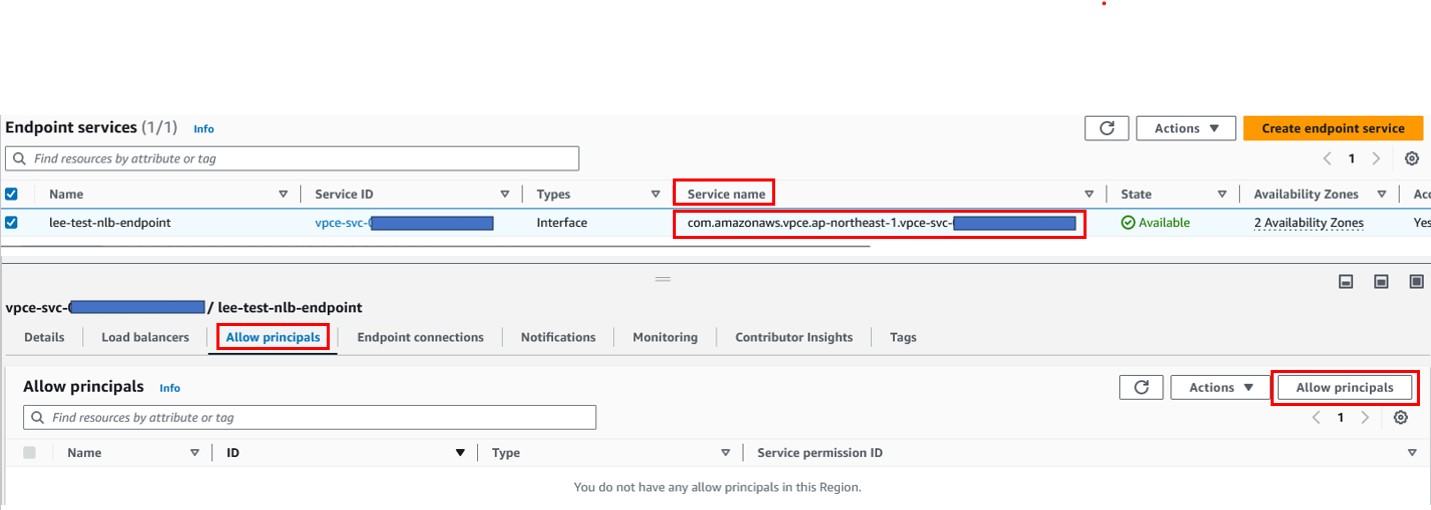 Endpoint services (1/1) Info
Actions ▼ Create endpoint service
Find resources by attribute or tag
1
Name Service ID Types Service name State Availability Zones Acc
lee-test-nlb-endpoint vpce-svc-0 Interface com.amazonaws.vpce.ap-northeast-1.vpce-svc- Available 2 Availability Zones Yes
vpce-svc-0 / lee-test-nlb-endpoint
Details Load balancers Allow principals Endpoint connections Notifications Monitoring Contributor Insights Tags
Allow principals Info
Actions ▼ Allow principals
Find resources by attribute or tag
1
Name ID Type Service permission ID
You do not have any allow principals in this Region.